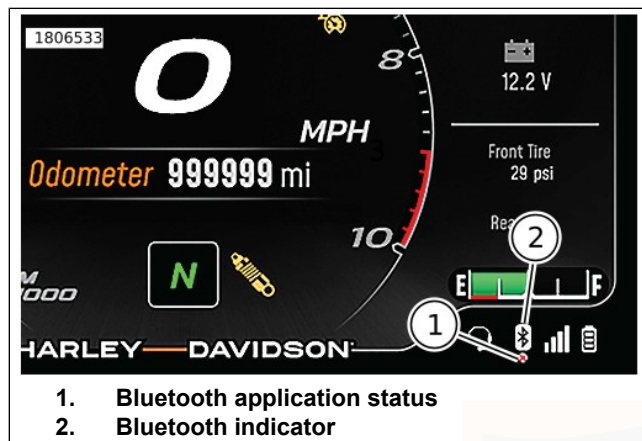 1806533
8
12.2 V
MPH
3
Front Tire
29 psi
Odometer 999999 mi
10
2
N
E F
1
HARLEY DAVIDSON
1. Bluetooth application status
2. Bluetooth indicator